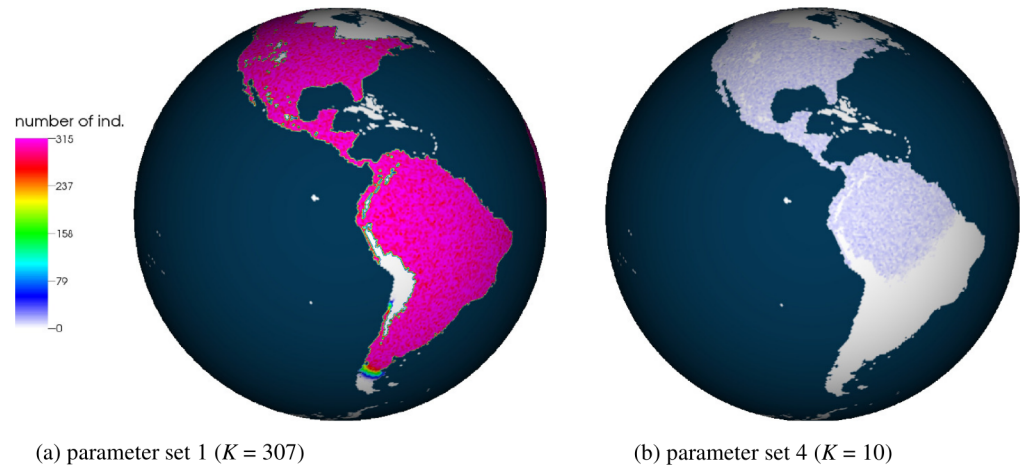 number of ind.
315
237
158
79
0
(a) parameter set 1 (K = 307)
(b) parameter set 4 (K = 10)